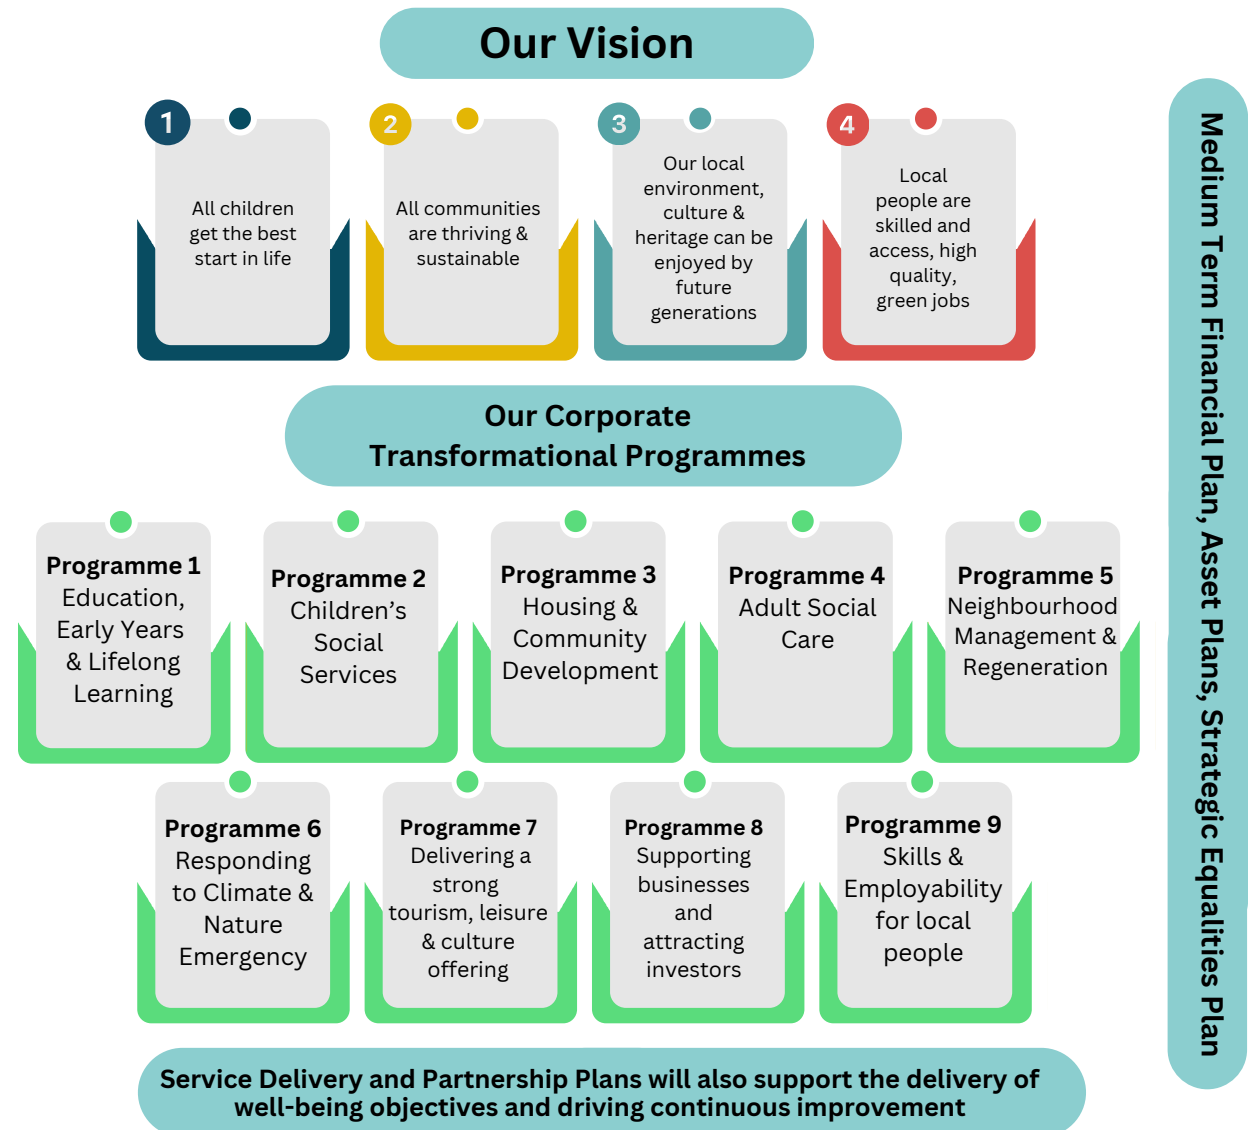 Our Vision
1
All children
get the best
start in life
2
All communities
are thriving &
sustainable
3
Our local
environment,
culture &
heritage can be
enjoyed by
future
generations
4
Local
people are
skilled and
access, high
quality,
green jobs
Our Corporate
Transformational Programmes
Programme 1
Education,
Early Years
& Lifelong
Learning
Programme 2
Children’s
Social
Services
Programme 3
Housing &
Community
Development
Programme 4
Adult Social
Care
Programme 5
Neighbourhood
Management &
Regeneration
Programme 6
Responding
to Climate &
Nature
Emergency
Programme 7
Delivering a
strong
tourism, leisure
& culture
offering
Programme 8
Supporting
businesses
and
attracting
investors
Programme 9
Skills &
Employability
for local
people
Service Delivery and Partnership Plans will also support the delivery of
well-being objectives and driving continuous improvement
Medium Term Financial Plan, Asset Plans, Strategic Equalities Plan